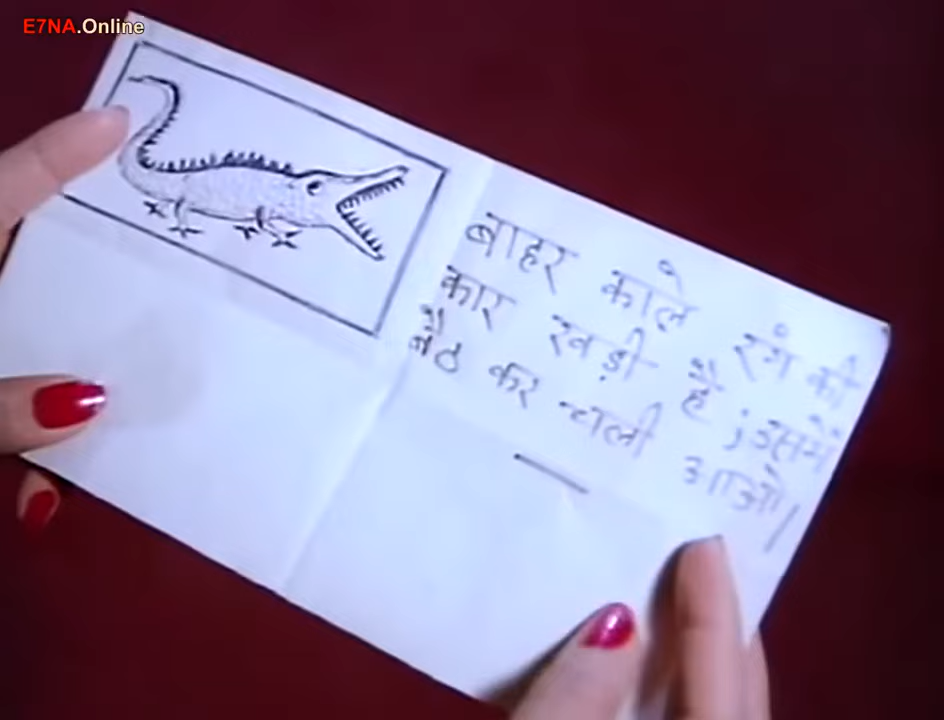 E7NA.Online
बाहर काले रंग की
कार खड़ी है ; उसमें
बैठ कर चली आओ।